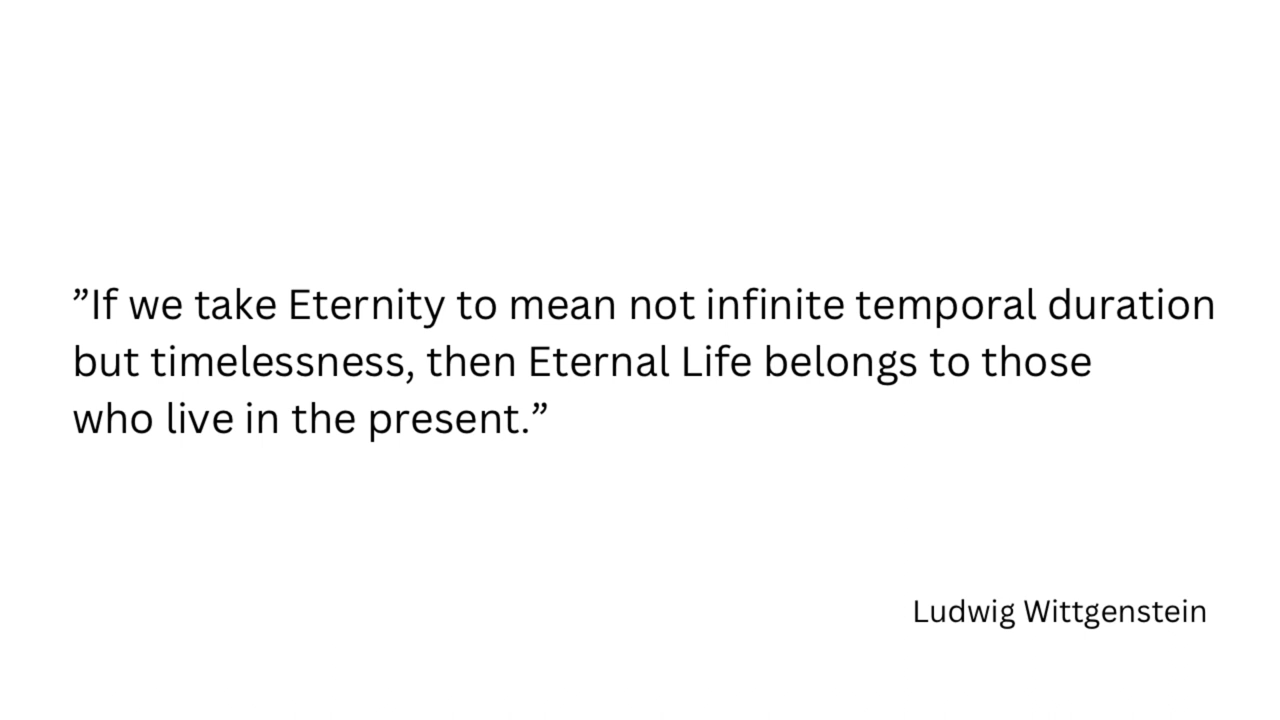 ”If we take Eternity to mean not infinite temporal duration
but timelessness, then Eternal Life belongs to those
who live in the present.”
Ludwig Wittgenstein